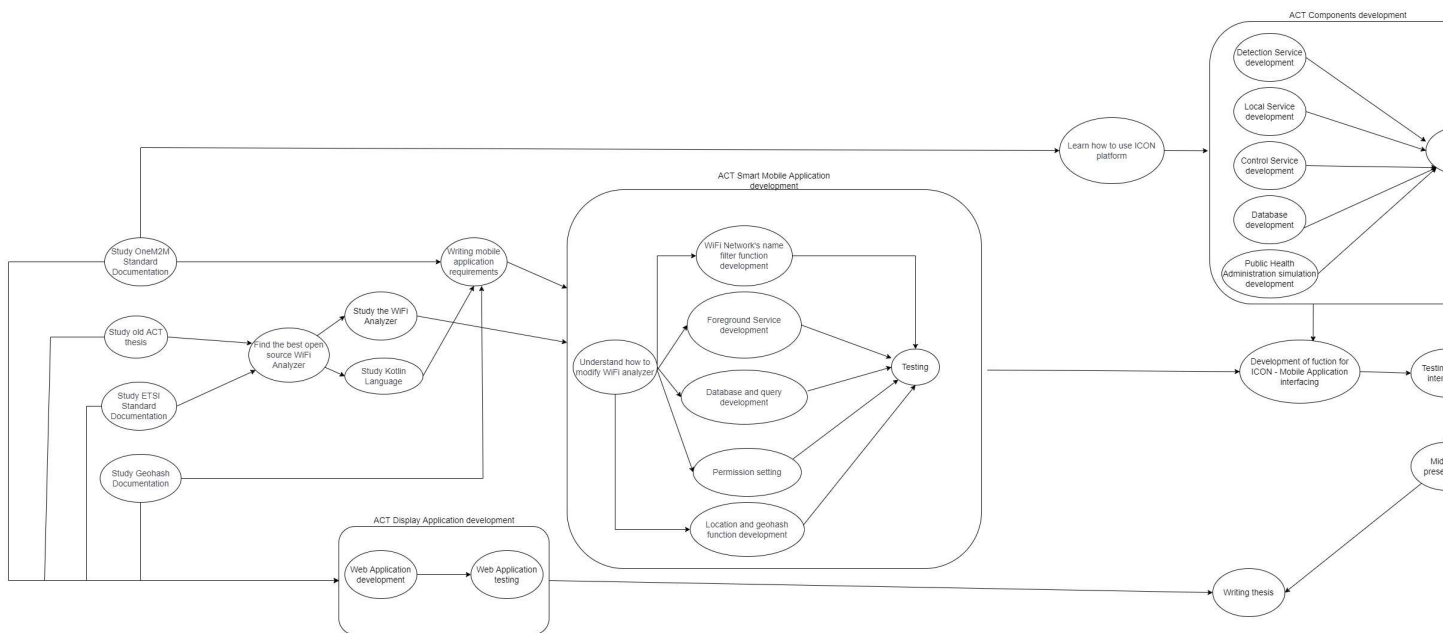 ACT Components development
Detection Service
development
Local Service
development
Control Service
development
Database
development
Public Health
Administration simulation
development
Learn how to use ICON
platform
ACT Smart Mobile Application
development
Study OneM2M
Standard
Documentation
Writing mobile
application
requirements
WiFi Network's name
filter function
development
Study old ACT
thesis
Find the best open
source WiFi
Analyzer
Study the WiFi
Analyzer
Study Kotlin
Language
Foreground Service
development
Understand how to
modify WiFi analyzer
Database and query
development
Testing
Permission setting
Location and geohash
function development
Study ETSI
Standard
Documentation
Study Geohash
Documentation
Development of fuction for
ICON - Mobile Application
interfacing
Testing
inter
Mid
prese
ACT Display Application development
Web Application
development
Web Application
testing
Writing thesis